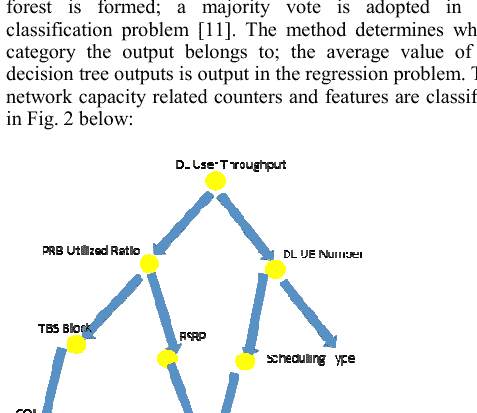 forest is formed; a majority vote is adopted in
classification problem [11]. The method determines wh
category the output belongs to; the average value of
decision tree outputs is output in the regression problem. T
network capacity related counters and features are classif
in Fig. 2 below:
DL User Throughput
PRB Utilized Ratio
DL UE Number
TBS Block
RSRP
Scheduling Type